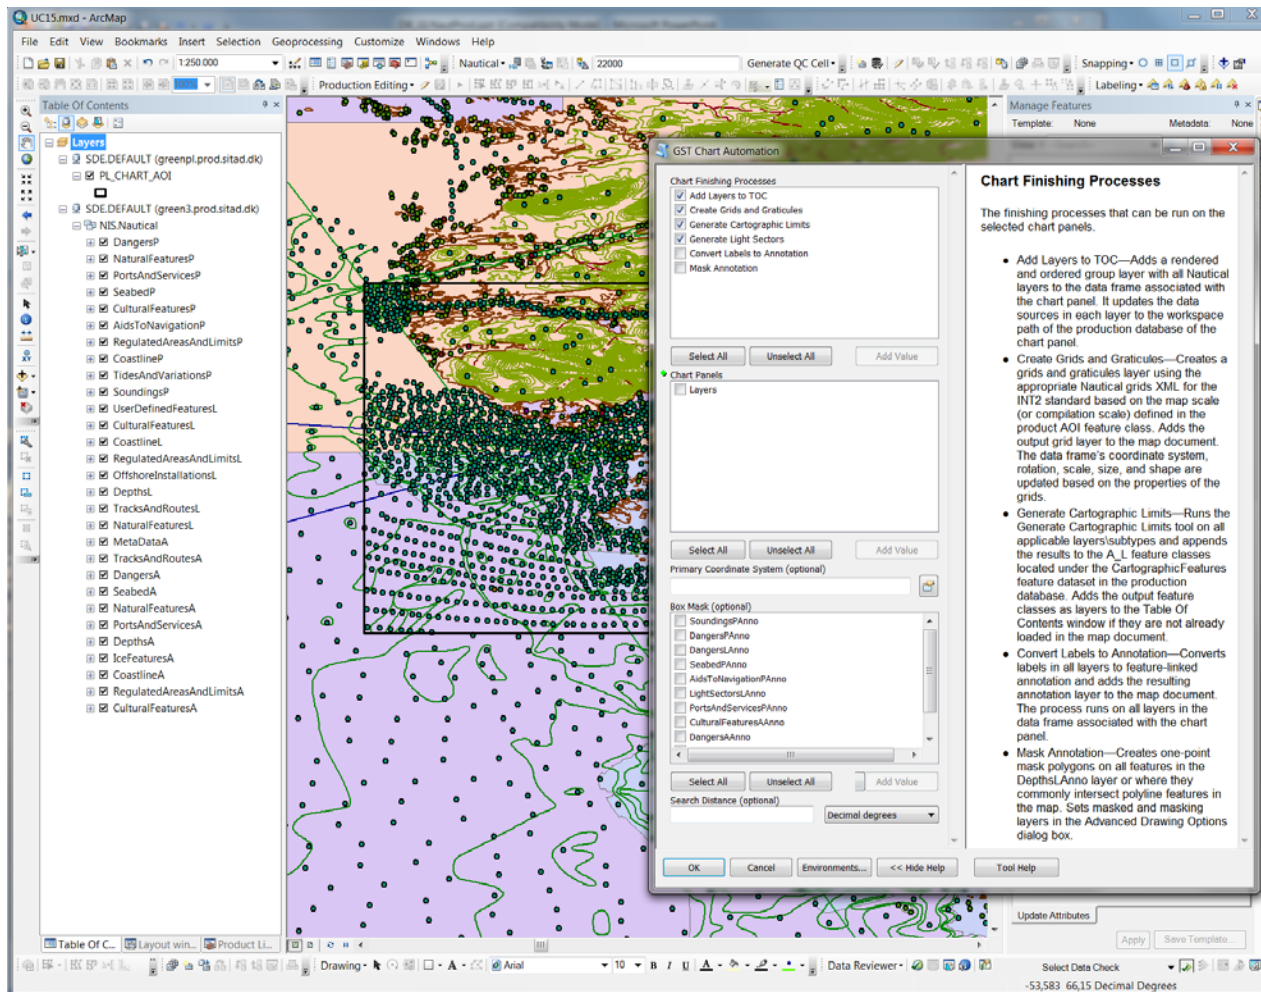 UC15.mxd - ArcMap
File Edit View Bookmarks Insert Selection Geoprocessing Customize Windows Help
1:250.000
Nautical
22000
Generate QC Cell
Snapping
100%
Production Editing
Labeling
Table Of Contents
Layers
SDE.DEFAULT (greenpl.prod.sitad.dk)
PL_CHART_AOI
SDE.DEFAULT (green3.prod.sitad.dk)
NIS.Nautical
DangersP
NaturalFeaturesP
PortsAndServicesP
SeabedP
CulturalFeaturesP
AidsToNavigationP
RegulatedAreasAndLimitsP
CoastlineP
TidesAndVariationsP
SoundingsP
UserDefinedFeaturesL
CulturalFeaturesL
CoastlineL
RegulatedAreasAndLimitsL
OffshoreInstallationsL
DepthsL
TracksAndRoutesL
NaturalFeaturesL
MetaDataA
TracksAndRoutesA
DangersA
SeabedA
NaturalFeaturesA
PortsAndServicesA
DepthsA
IceFeaturesA
CoastlineA
RegulatedAreasAndLimitsA
CulturalFeaturesA
Table Of C...
Layout win...
Product Li...
Manage Features
Template: None Metadata: None
GST Chart Automation
Chart Finishing Processes
Add Layers to TOC
Create Grids and Graticules
Generate Cartographic Limits
Generate Light Sectors
Convert Labels to Annotation
Mask Annotation
Select All Unselect All Add Value
Chart Panels
Layers
Select All Unselect All Add Value
Primary Coordinate System (optional)
Box Mask (optional)
SoundingsPAnno
DangersPAnno
DangersLAnno
SeabedPAnno
AidsToNavigationPAnno
LightSectorsLAnno
PortsAndServicesPAnno
CulturalFeaturesAAnno
DangersAAnno
Select All Unselect All Add Value
Search Distance (optional)
Decimal degrees
OK Cancel Environments... << Hide Help Tool Help
Chart Finishing Processes
The finishing processes that can be run on the
selected chart panels.
• Add Layers to TOC—Adds a rendered
and ordered group layer with all Nautical
layers to the data frame associated with
the chart panel. It updates the data
sources in each layer to the workspace
path of the production database of the
chart panel.
• Create Grids and Graticules—Creates a
grids and graticules layer using the
appropriate Nautical grids XML for the
INT2 standard based on the map scale
(or compilation scale) defined in the
product AOI feature class. Adds the
output grid layer to the map document.
The data frame's coordinate system,
rotation, scale, size, and shape are
updated based on the properties of the
grids.
• Generate Cartographic Limits—Runs the
Generate Cartographic Limits tool on all
applicable layers\subtypes and appends
the results to the A_L feature classes
located under the CartographicFeatures
feature dataset in the production
database. Adds the output feature
classes as layers to the Table Of
Contents window if they are not already
loaded in the map document.
• Convert Labels to Annotation—Converts
labels in all layers to feature-linked
annotation and adds the resulting
annotation layer to the map document.
The process runs on all layers in the
data frame associated with the chart
panel.
• Mask Annotation—Creates one-point
mask polygons on all features in the
DepthsLAnno layer or where they
commonly intersect polyline features in
the map. Sets masked and masking
layers in the Advanced Drawing Options
dialog box.
Update Attributes
Apply Save Template...
Drawing
Arial
10
B I U A
Data Reviewer
Select Data Check
-53,583 66,15 Decimal Degrees